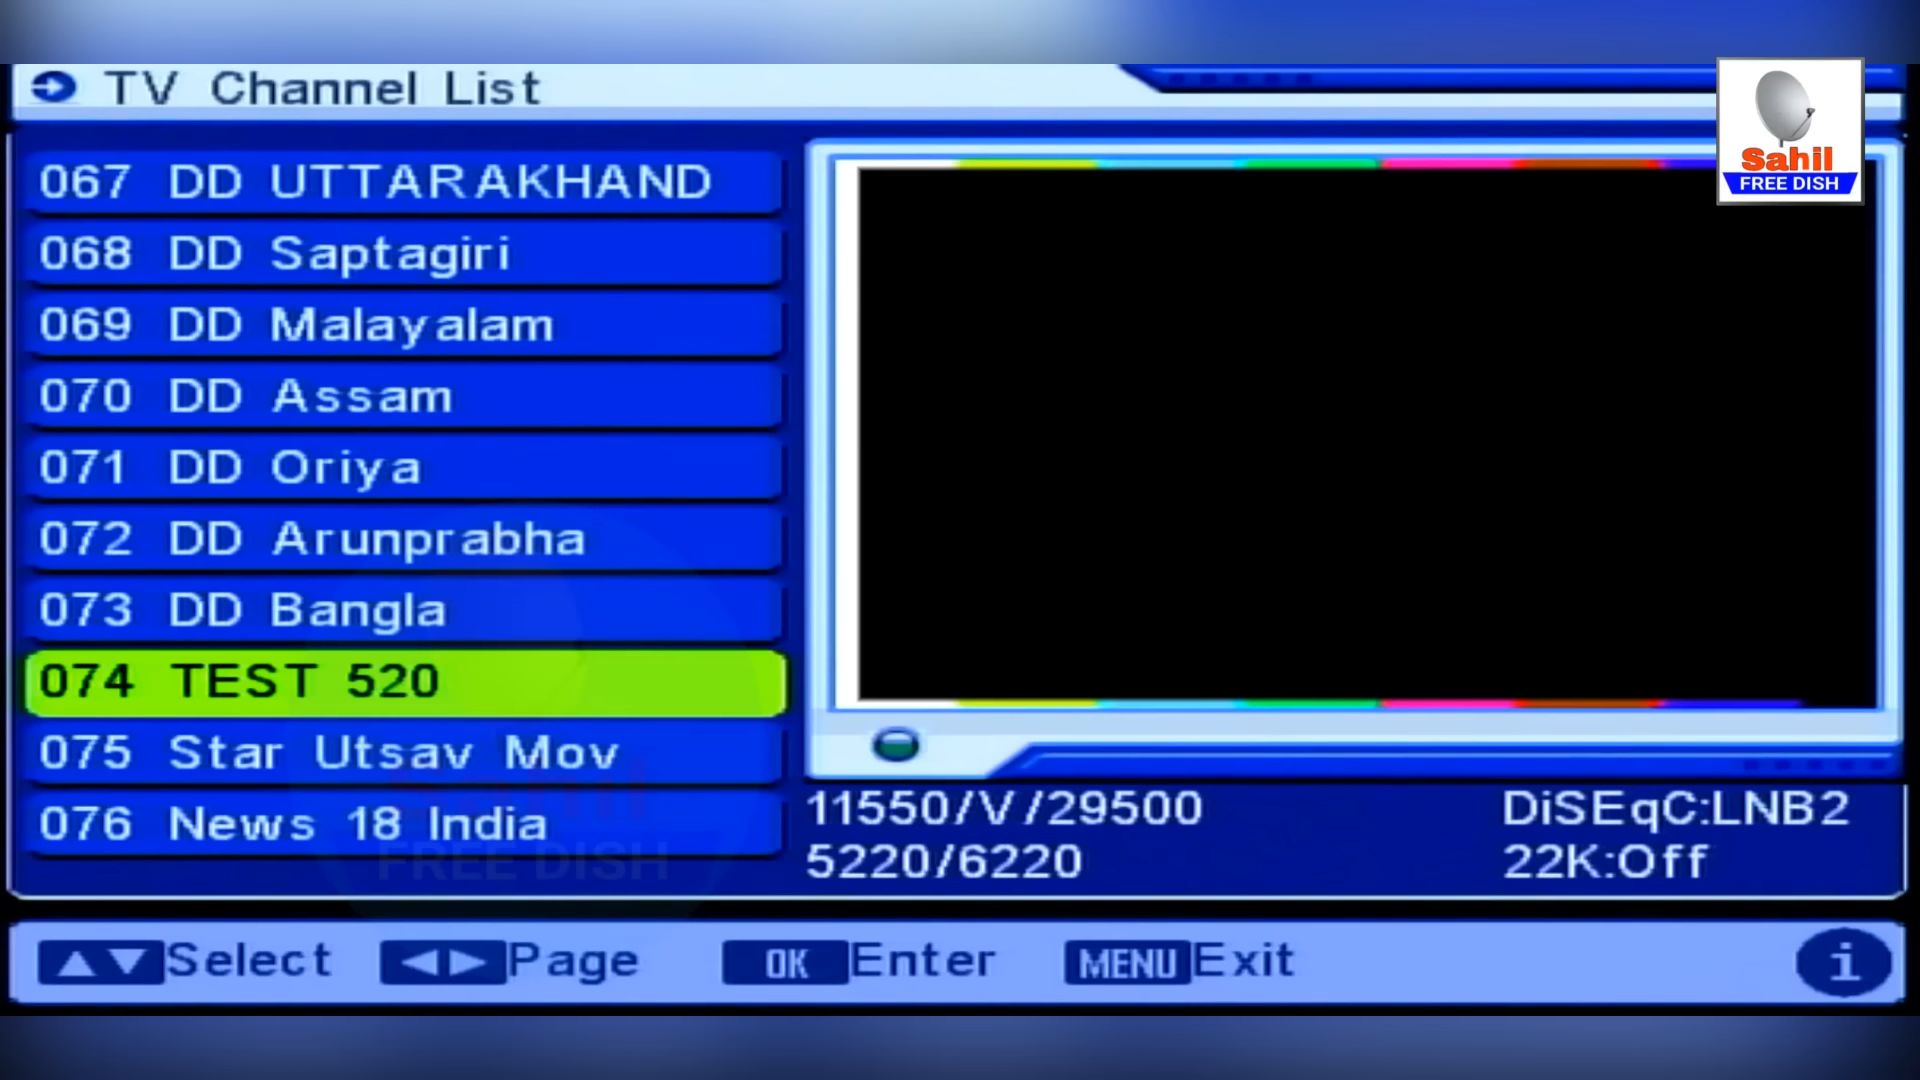 TV Channel List
Sahil
FREE DISH
067 DD UTTARAKHAND
068 DD Saptagiri
069 DD Malayalam
070 DD Assam
071 DD Oriya
072 DD Arunprabha
073 DD Bangla
074 TEST 520
075 Star Utsav Mov
076 News 18 India
FREE DISH
11550/V/29500
DiSEqC:LNB2
5220/6220
22K:Off
Select
Page
OK Enter
MENU Exit
i